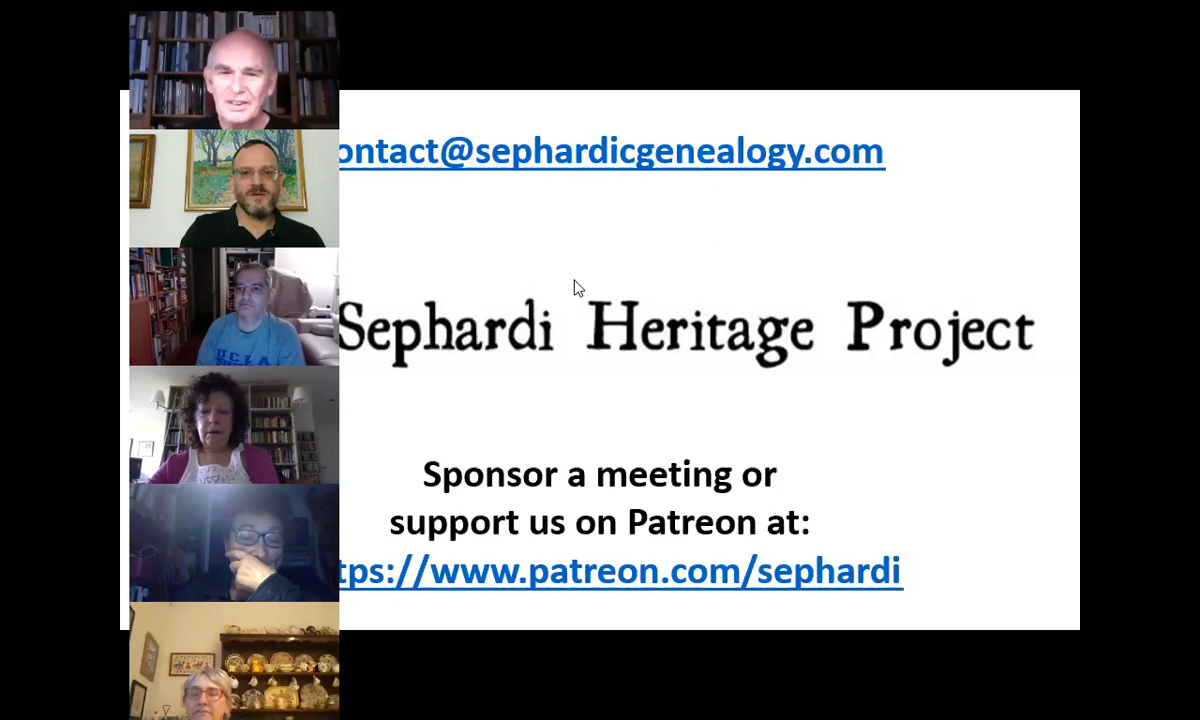 ontact@sephardicgenealogy.com
Sephardi Heritage Project
UCLA
Sponsor a meeting or
support us on Patreon at:
tps://www.patreon.com/sephardi